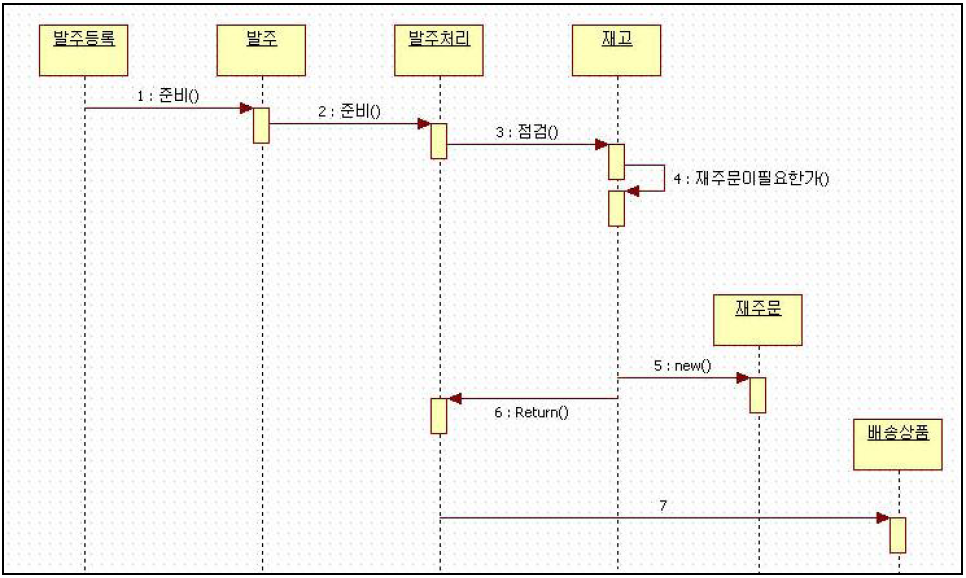 발주등록
발주
발주처리
재고
1 : 준비()
2 : 준비()
3 : 점검()
4 : 재주문이필요한가()
재주문
5 : new()
6 : Return()
배송상품
7